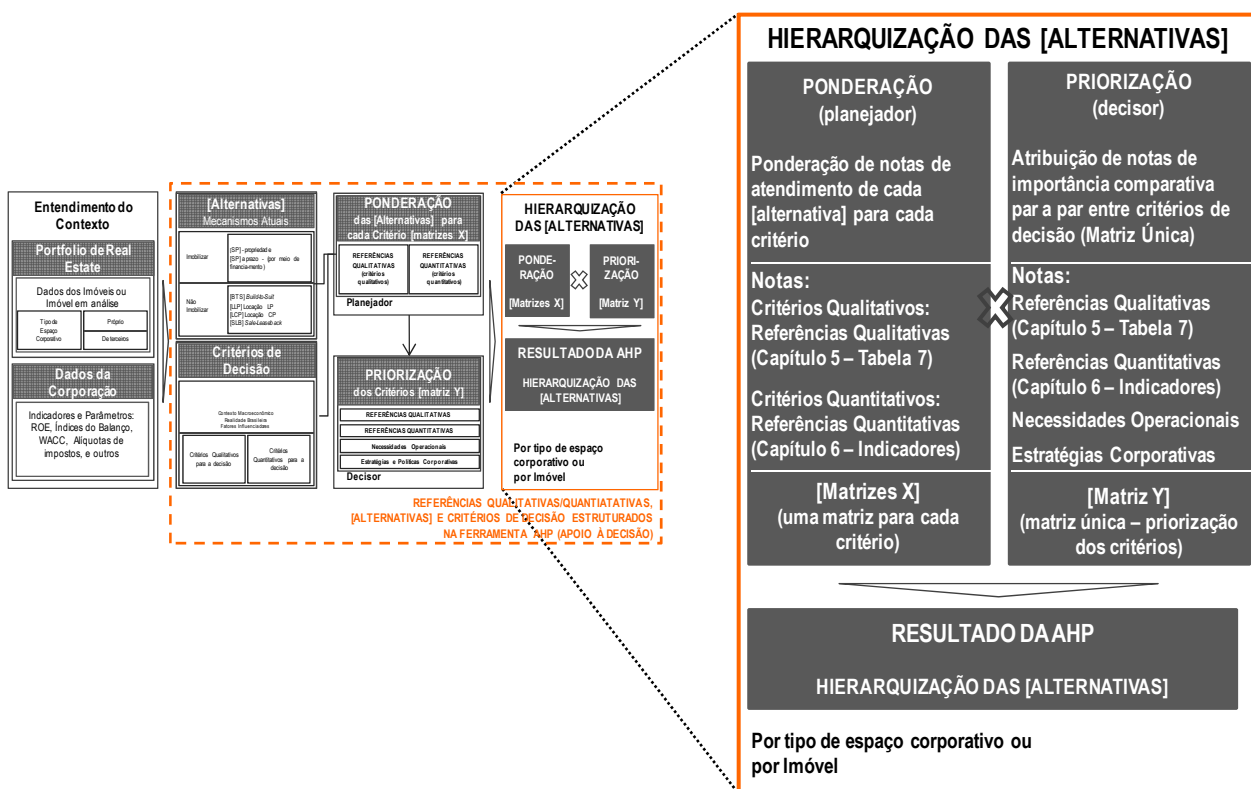 Entendimento do
Contexto
Portfolio de Real
Estate
Dados dos Imóveis ou
Imóvel em análise
Tipo de
Espaço
Corporativo
Próprio
De terceiros
Dados da
Corporação
Indicadores e Parâmetros:
ROE, Índices do Balanço,
WACC, Alíquotas de
impostos, e outros
[Alternativas]
Mecanismos Atuais
Imobilizar
[SP] - propriedade
[SP] a prazo - (por meio de
financia-mento)
Não
Imobilizar
[BTS] Build-to-Suit
[LLP] Locação LP
[LCP] Locação CP
[SLB] Sale-Leaseback
Critérios de
Decisão
Contexto Macroeconômico
Realidade Brasileira
Fatores Influenciadores
Critérios Qualitativos
para a decisão
Critérios
Quantitativos para a
decisão
PONDERAÇÃO
das [Alternativas] para
cada Critério [matrizes X]
REFERÊNCIAS
QUALITATIVAS
(critérios
qualitativos)
REFERÊNCIAS
QUANTITATIVAS
(critérios
quantitativos)
Planejador
PRIORIZAÇÃO
dos Critérios [matriz Y]
REFERÊNCIAS QUALITATIVAS
REFERÊNCIAS QUANTITATIVAS
Necessidades Operacionais
Estratégias e Políticas Corporativas
Decisor
HIERARQUIZAÇÃO
DAS [ALTERNATIVAS]
PONDE-
RAÇÃO
[Matrizes X]
PRIORI-
ZAÇÃO
[Matriz Y]
RESULTADO DA AHP
HIERARQUIZAÇÃO DAS
[ALTERNATIVAS]
Por tipo de espaço
corporativo ou
por Imóvel
REFERÊNCIAS QUALITATIVAS/QUANTIATATIVAS,
[ALTERNATIVAS] E CRITÉRIOS DE DECISÃO ESTRUTURADOS
NA FERRAMENTA AHP (APOIO À DECISÃO)
HIERARQUIZAÇÃO DAS [ALTERNATIVAS]
PONDERAÇÃO
(planejador)
Ponderação de notas de
atendimento de cada
[alternativa] para cada
critério
Notas:
Critérios Qualitativos:
Referências Qualitativas
(Capítulo 5 – Tabela 7)
Critérios Quantitativos:
Referências Quantitativas
(Capítulo 6 – Indicadores)
[Matrizes X]
(uma matriz para cada
critério)
PRIORIZAÇÃO
(decisor)
Atribuição de notas de
importância comparativa
par a par entre critérios de
decisão (Matriz Única)
Notas:
Referências Qualitativas
(Capítulo 5 – Tabela 7)
Referências Quantitativas
(Capítulo 6 – Indicadores)
Necessidades Operacionais
Estratégias Corporativas
[Matriz Y]
(matriz única – priorização
dos critérios)
RESULTADO DA AHP
HIERARQUIZAÇÃO DAS [ALTERNATIVAS]
Por tipo de espaço corporativo ou
por Imóvel